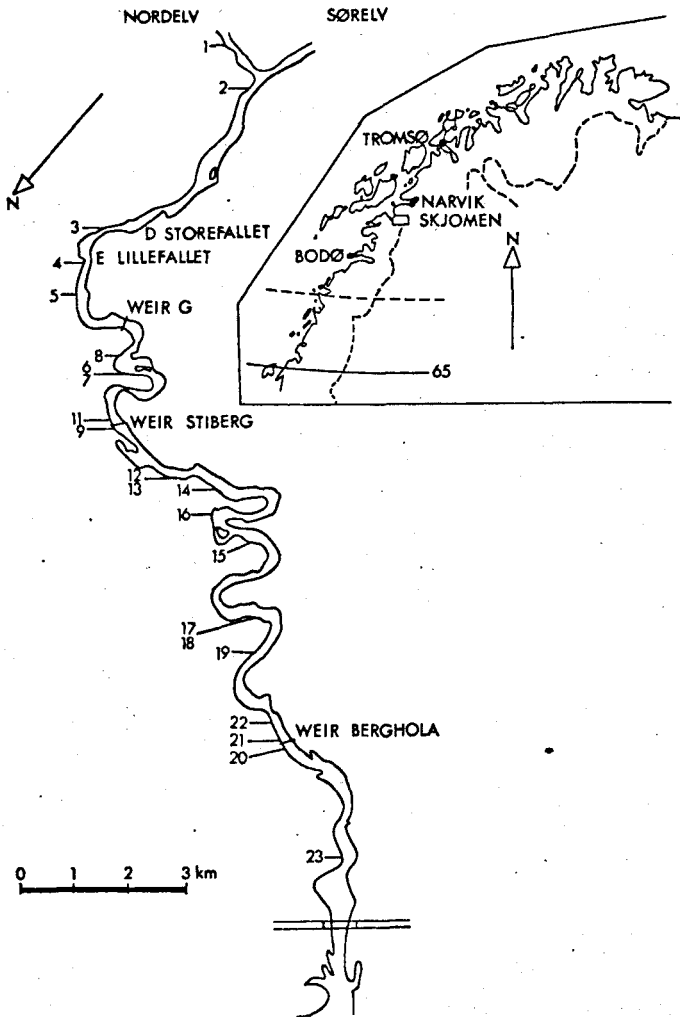 NORDELV SØRELV
1
2
N
3
D STOREFALLET
4
E LILLEFALLET
5
WEIR G
8
6
7
11
9
WEIR STIBERG
12
13
14
16
15
17
18
19
22
21
20
WEIR BERGHOLA
23
0 1 2 3 km
TROMSØ
NARVIK
SKJOMEN
BODØ
N
65